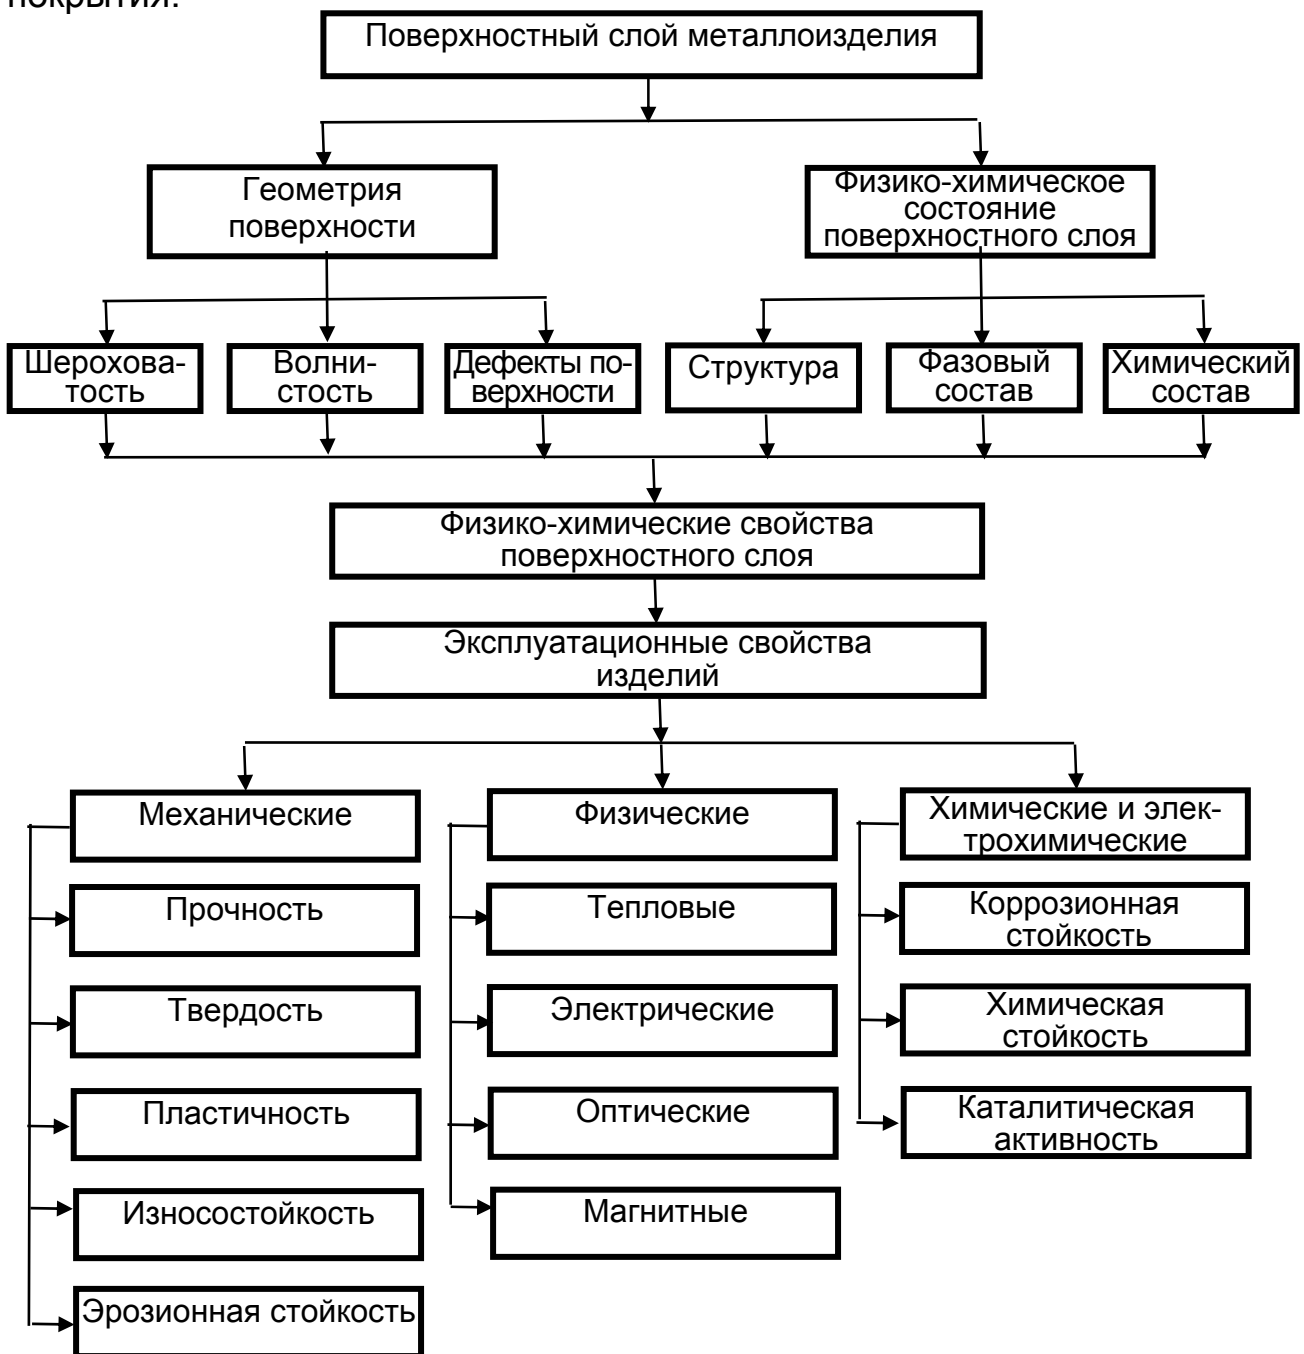 покрытия.
Поверхностный слой металлоизделия
Геометрия
поверхности
Физико-химическое
состояние
поверхностного слоя
Шерохова-
тость
Волни-
стость
Дефекты по-
верхности
Структура
Фазовый
состав
Химический
состав
Физико-химические свойства
поверхностного слоя
Эксплуатационные свойства
изделий
Механические
Физические
Химические и элек-
трохимические
Прочность
Тепловые
Коррозионная
стойкость
Твердость
Электрические
Химическая
стойкость
Пластичность
Оптические
Каталитическая
активность
Износостойкость
Магнитные
Эрозионная стойкость